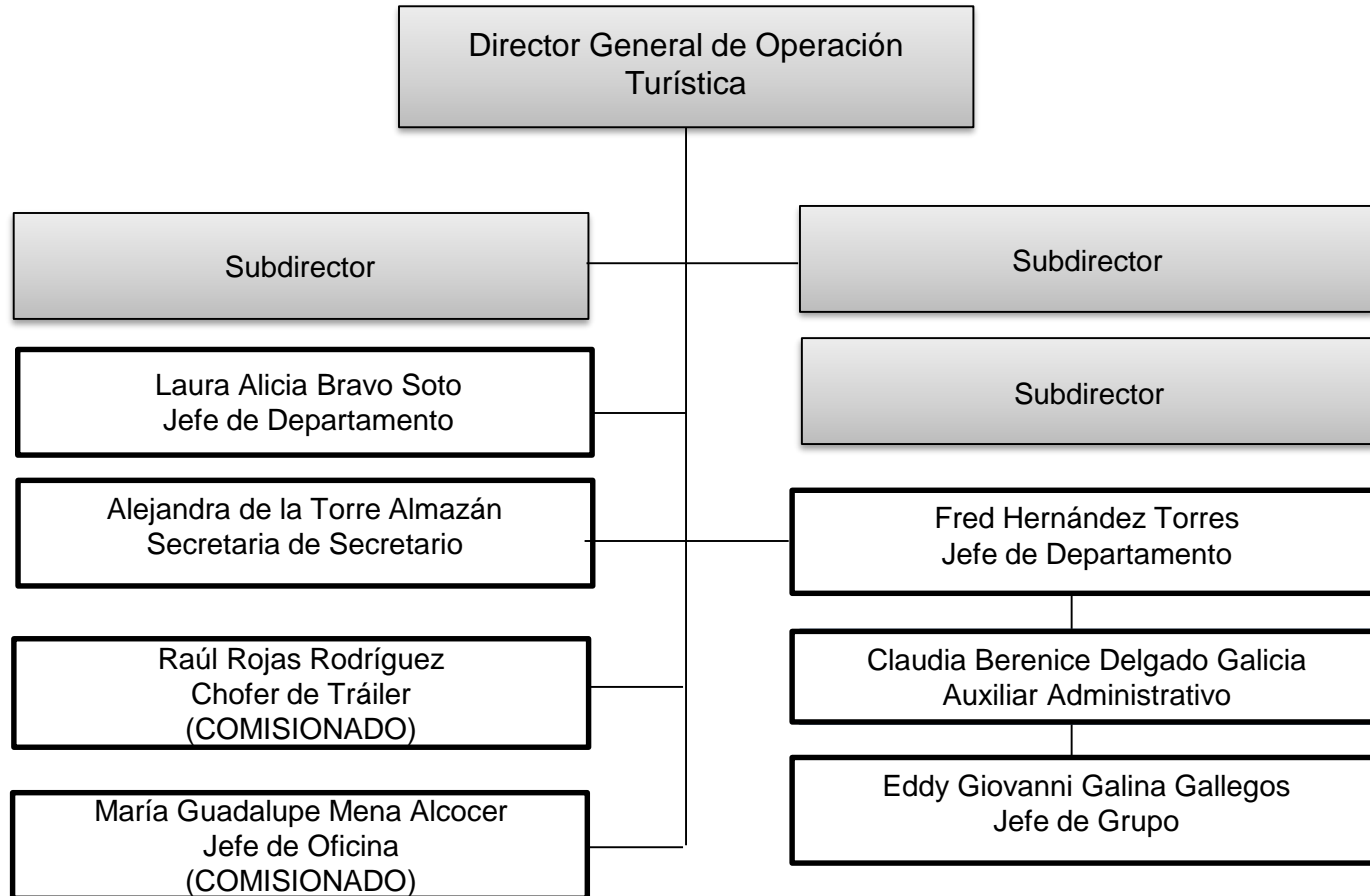 Director General de Operación
Turística
Subdirector
Subdirector
Laura Alicia Bravo Soto
Jefe de Departamento
Subdirector
Alejandra de la Torre Almazán
Secretaria de Secretario
Fred Hernández Torres
Jefe de Departamento
Raúl Rojas Rodríguez
Chofer de Tráiler
(COMISIONADO)
Claudia Berenice Delgado Galicia
Auxiliar Administrativo
María Guadalupe Mena Alcocer
Jefe de Oficina
(COMISIONADO)
Eddy Giovanni Galina Gallegos
Jefe de Grupo